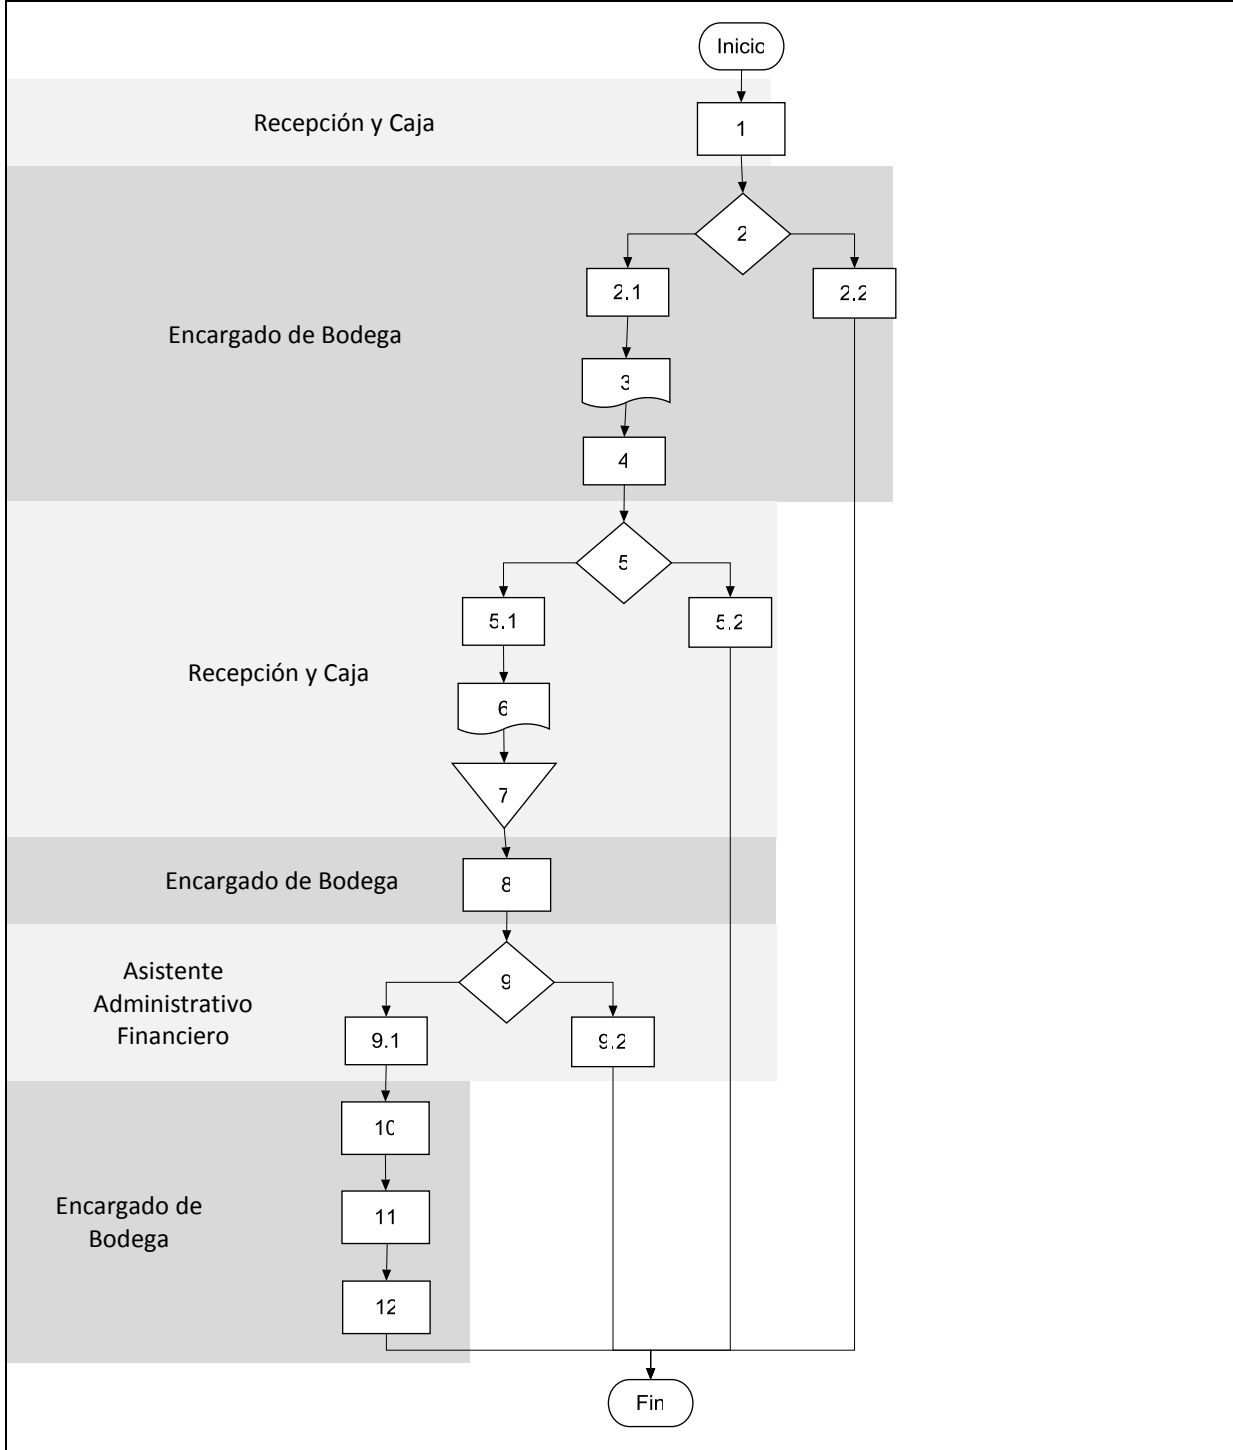 Inicio
Recepción y Caja
1
2
2.1
2.2
Encargado de Bodega
3
4
5
5.1
5.2
Recepción y Caja
6
7
Encargado de Bodega
8
Asistente
Administrativo
Financiero
9
9.1
9.2
10
Encargado de
Bodega
11
12
Fin